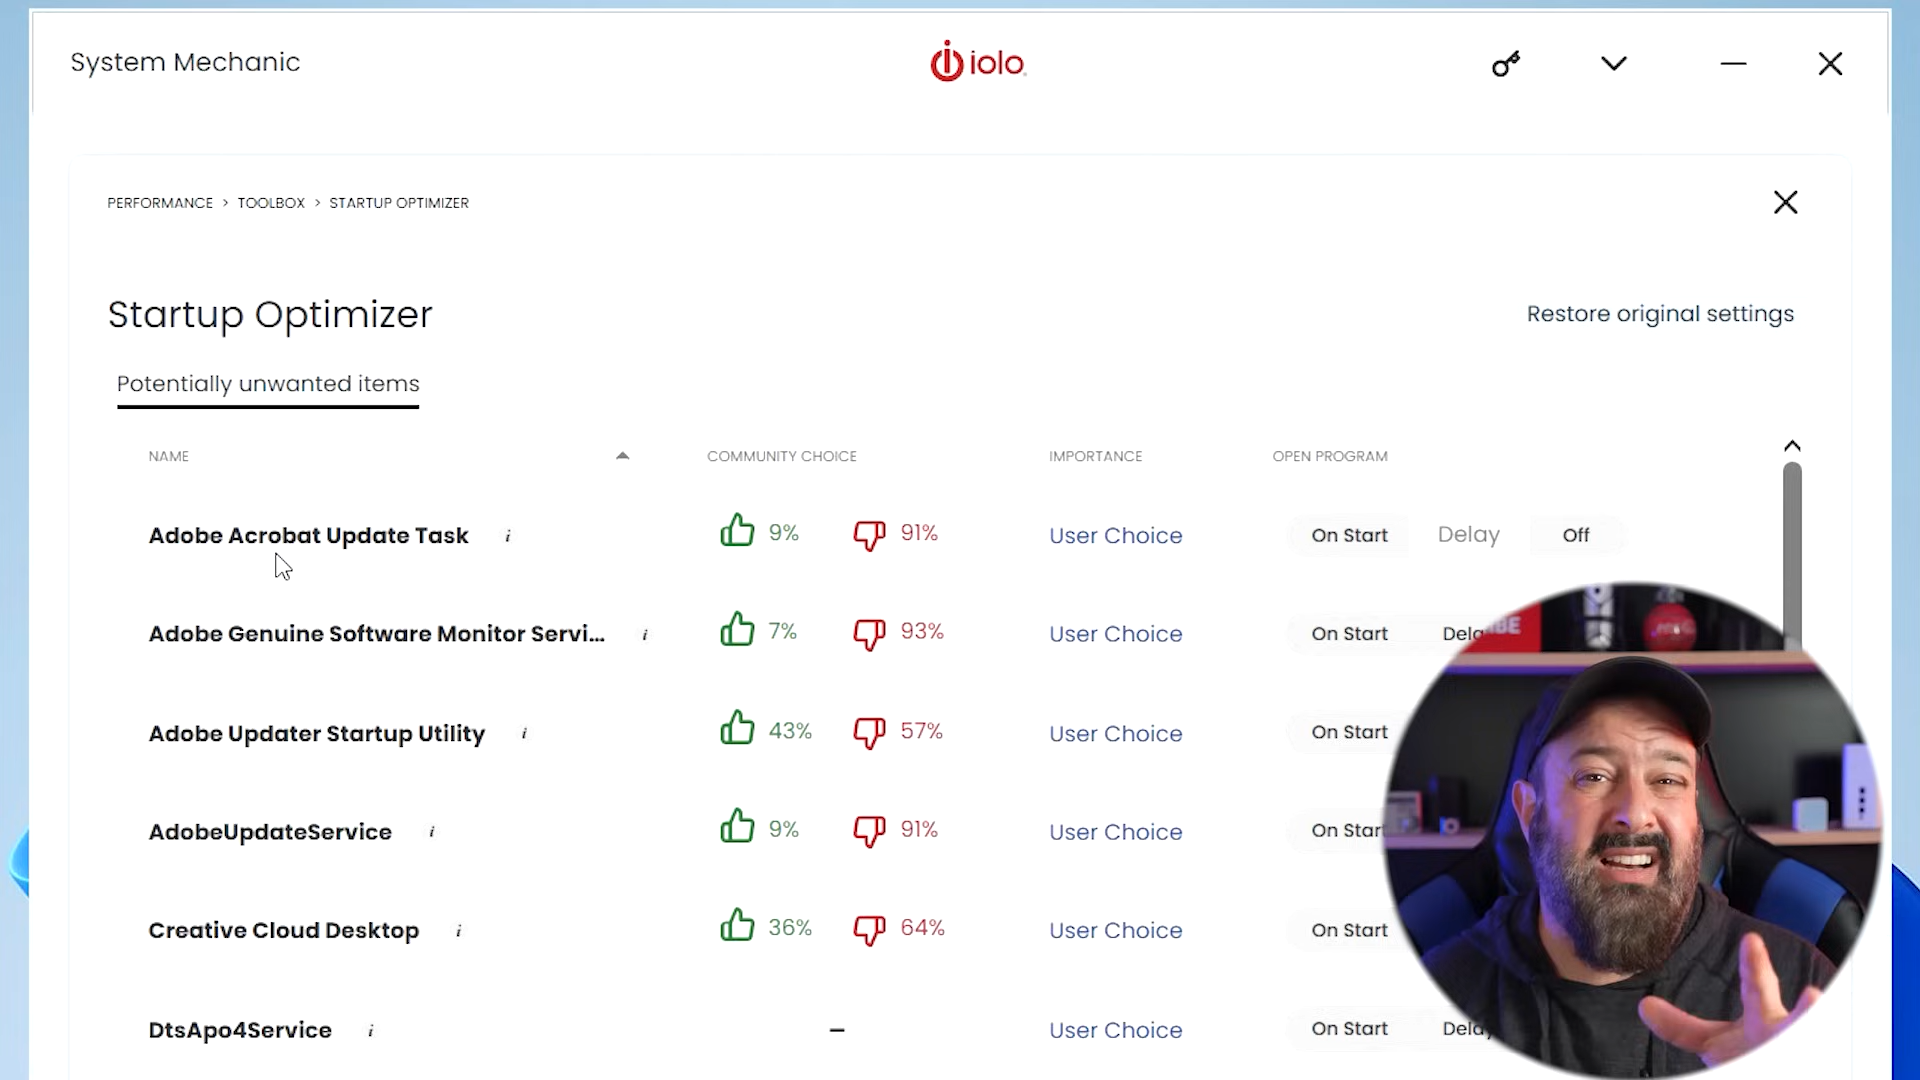 System Mechanic
iolo
PERFORMANCE > TOOLBOX > STARTUP OPTIMIZER
Startup Optimizer
Restore original settings
Potentially unwanted items
NAME COMMUNITY CHOICE IMPORTANCE OPEN PROGRAM
Adobe Acrobat Update Task i 9% 91% User Choice On Start Delay Off
Adobe Genuine Software Monitor Servi... i 7% 93% User Choice On Start
Adobe Updater Startup Utility i 43% 57% User Choice On Start
AdobeUpdateService i 9% 91% User Choice On Start
Creative Cloud Desktop i 36% 64% User Choice On Start
DtsApo4Service i – User Choice On Start Delay